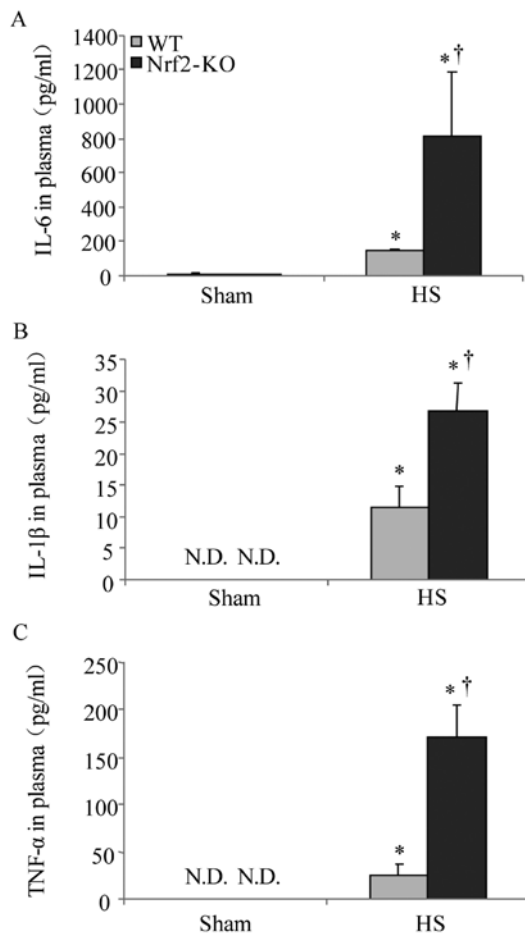 A
IL-6 in plasma (pg/ml)
1400
1200
1000
800
600
400
200
0
WT
Nrf2-KO
*
*†
Sham HS
B
IL-1β in plasma (pg/ml)
35
30
25
20
15
10
5
0
N.D. N.D.
*
*†
Sham HS
C
TNF-α in plasma (pg/ml)
250
200
150
100
50
0
N.D. N.D.
*
*†
Sham HS